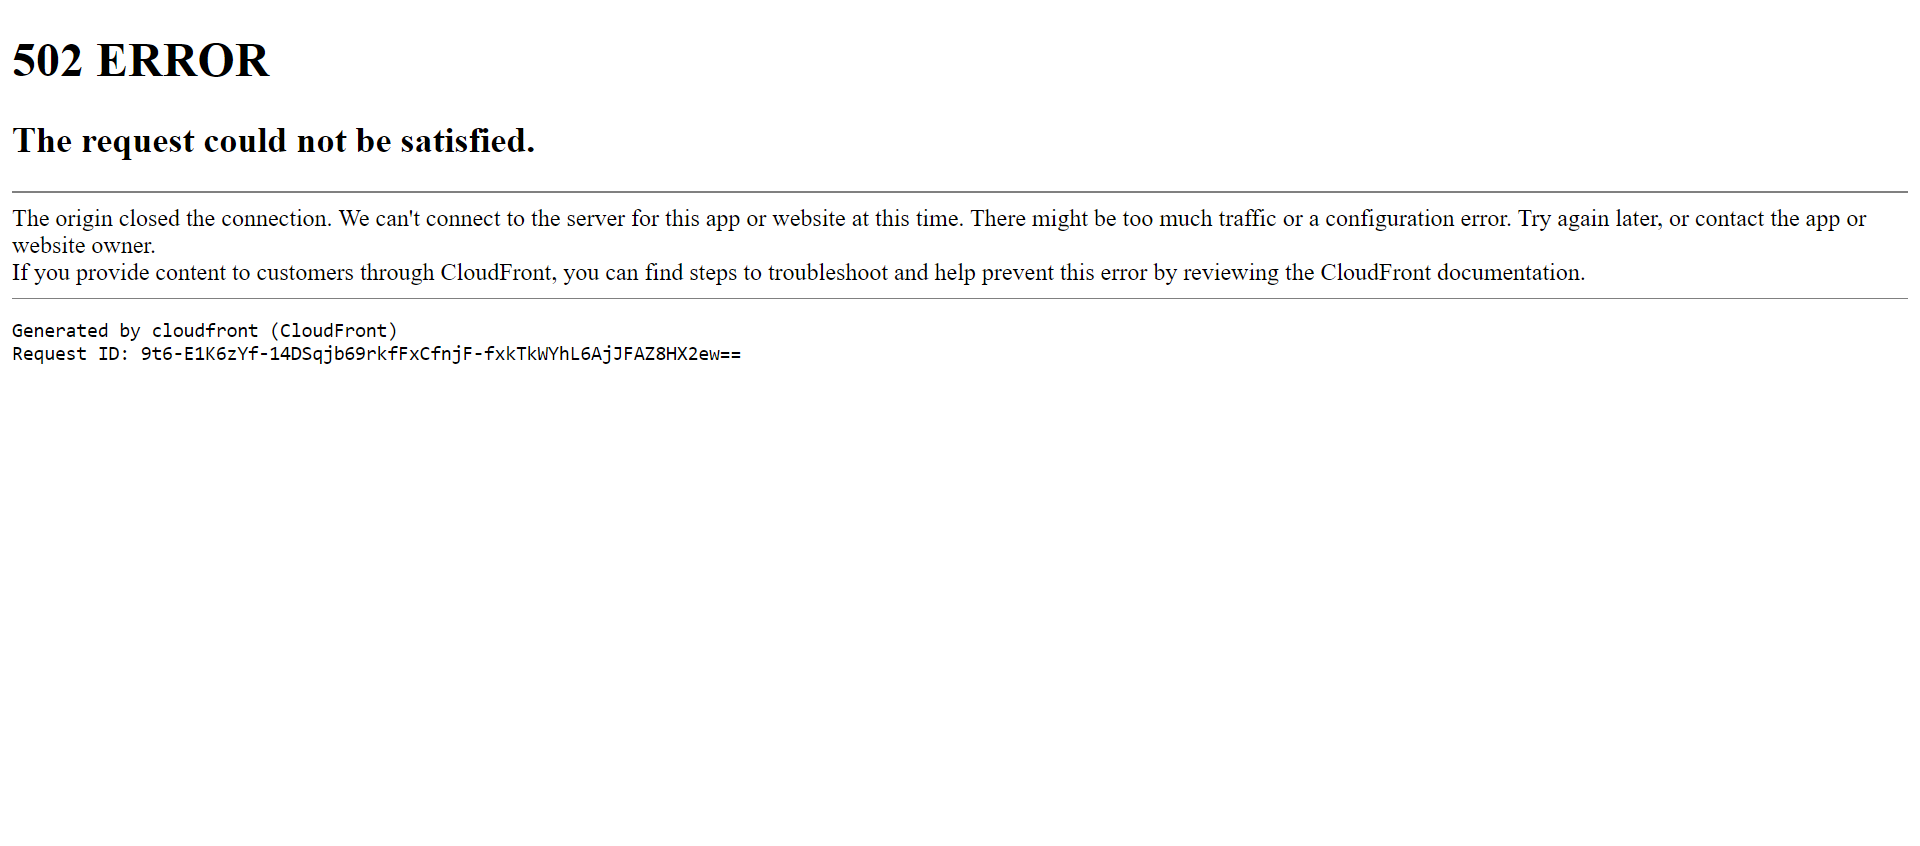 502 ERROR
The request could not be satisfied.
The origin closed the connection. We can't connect to the server for this app or website at this time. There might be too much traffic or a configuration error. Try again later, or contact the app or
website owner.
If you provide content to customers through CloudFront, you can find steps to troubleshoot and help prevent this error by reviewing the CloudFront documentation.
Generated by cloudfront (CloudFront)
Request ID: 9t6-E1K6zYf-14DSqjb69rkfFxCfnjF-fxkTkWYhL6AjJFAZ8HX2ew==